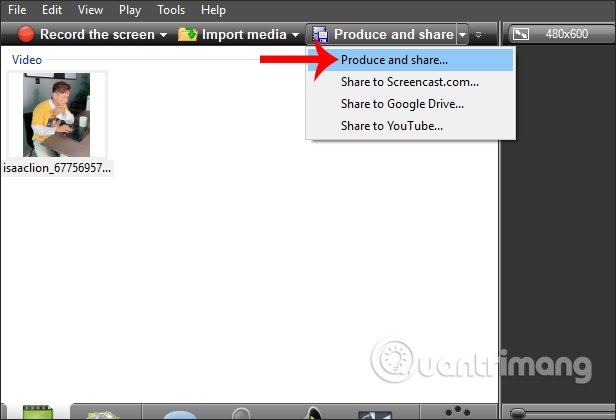 File Edit View Play Tools Help
Record the screen Import media Produce and share 480x600
Video
Produce and share...
Share to Screencast.com...
Share to Google Drive...
Share to YouTube...
isaaclion_67756957...
uantrimang